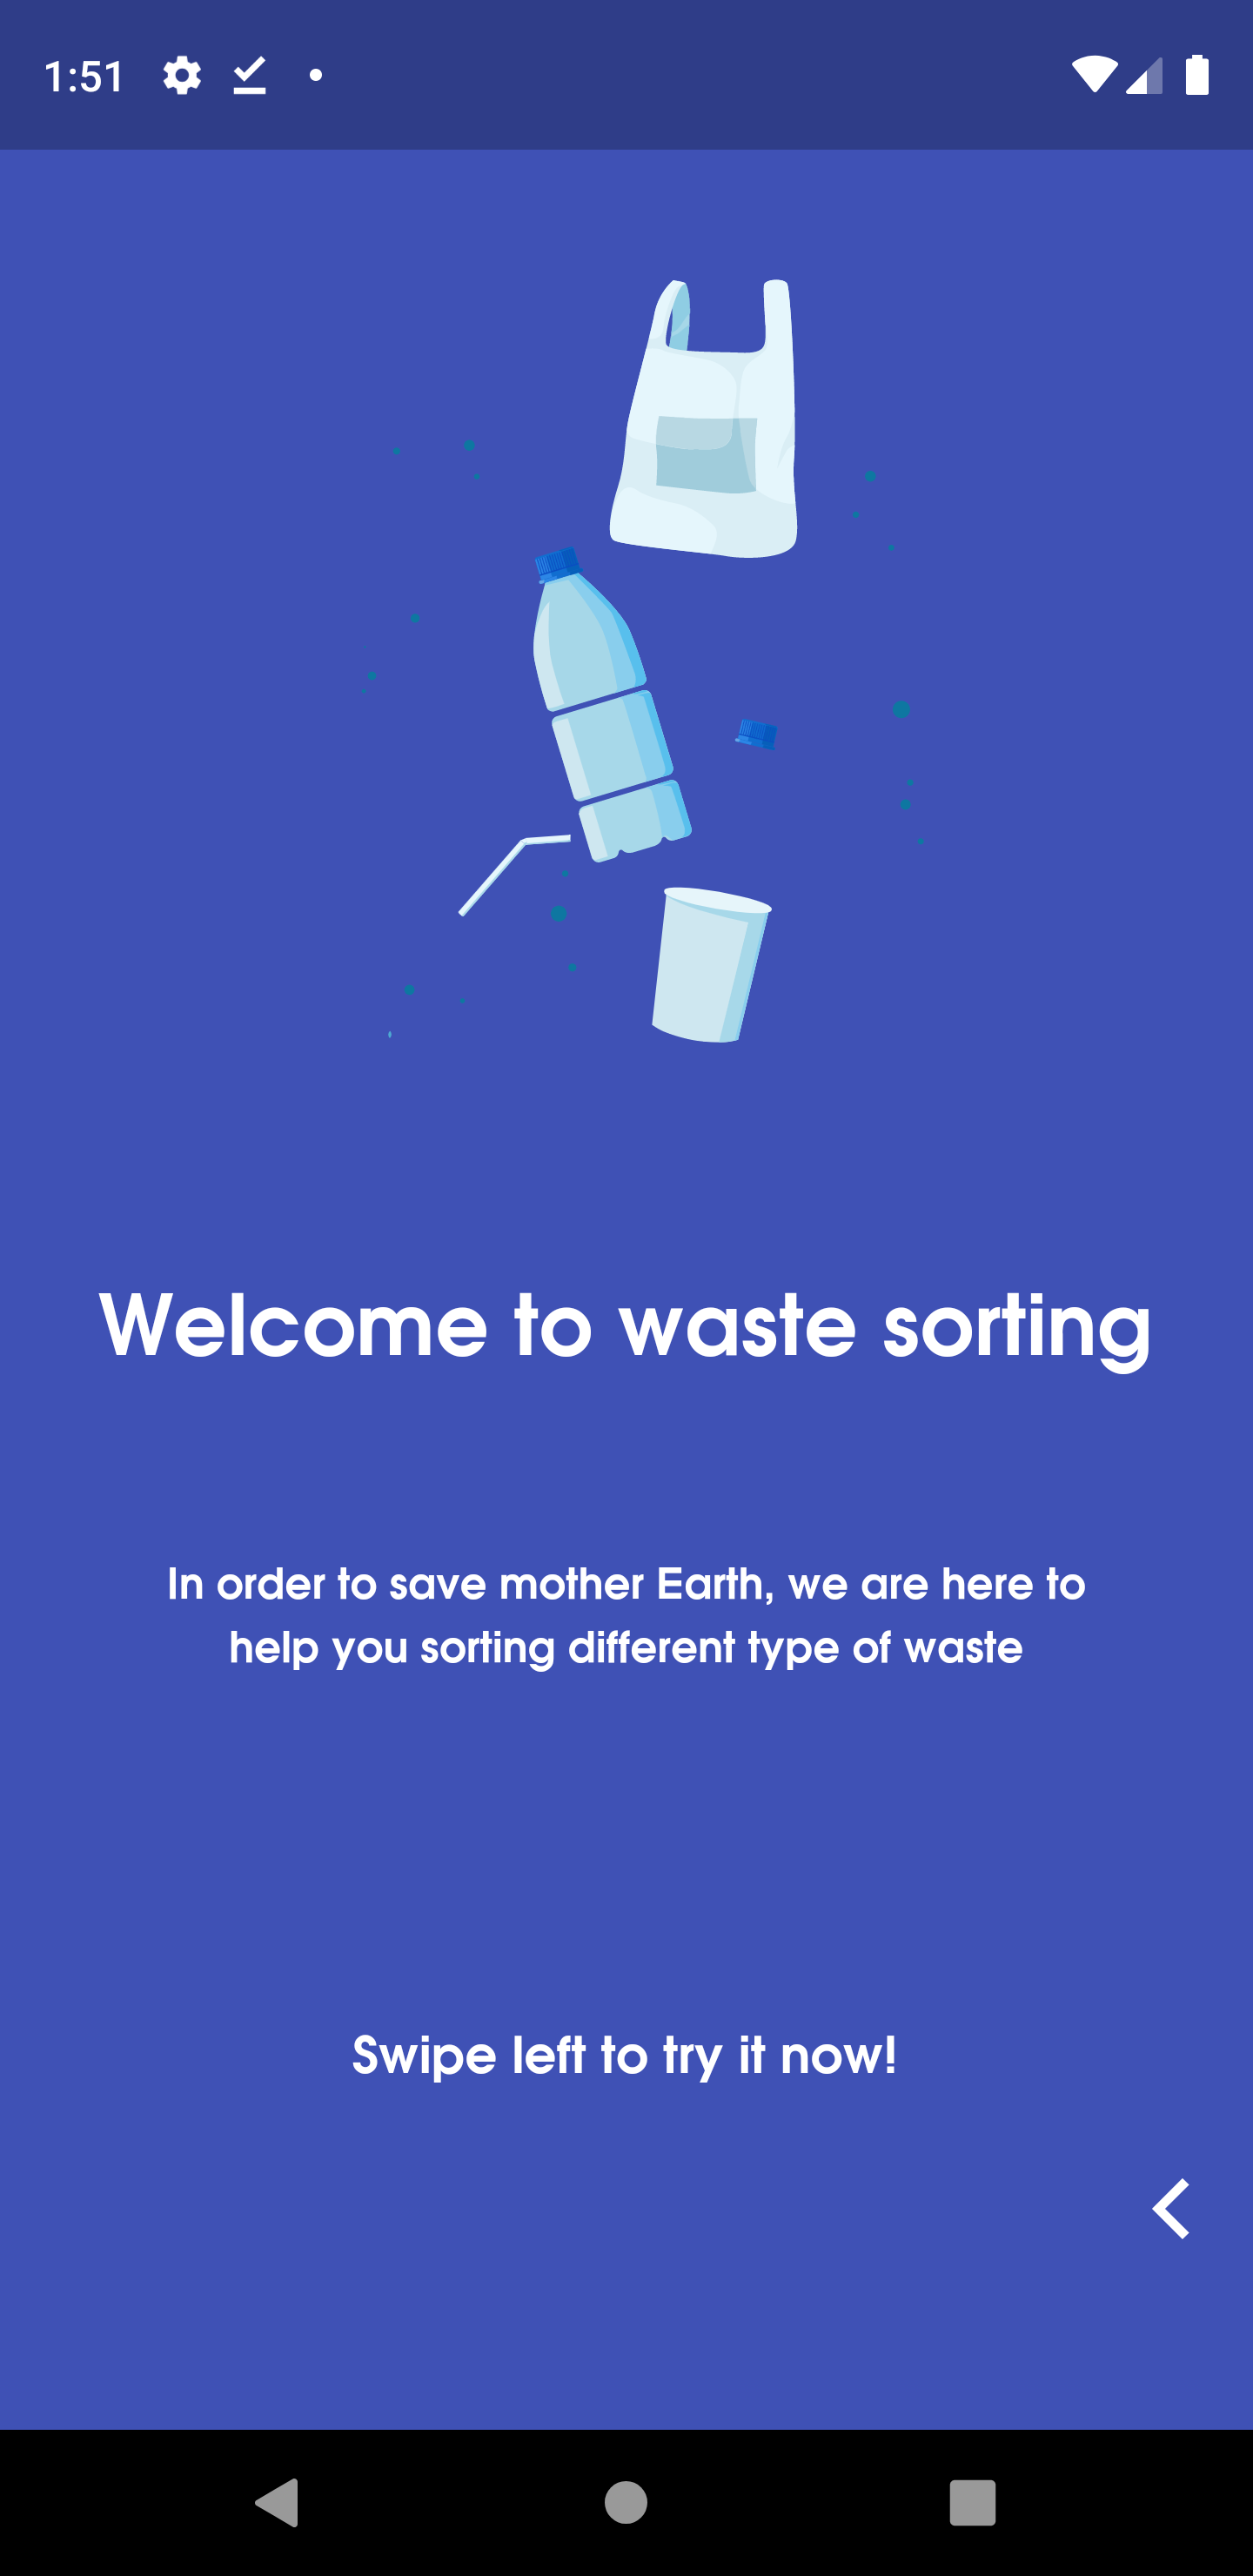 1:51
Welcome to waste sorting
In order to save mother Earth, we are here to
help you sorting different type of waste
Swipe left to try it now!